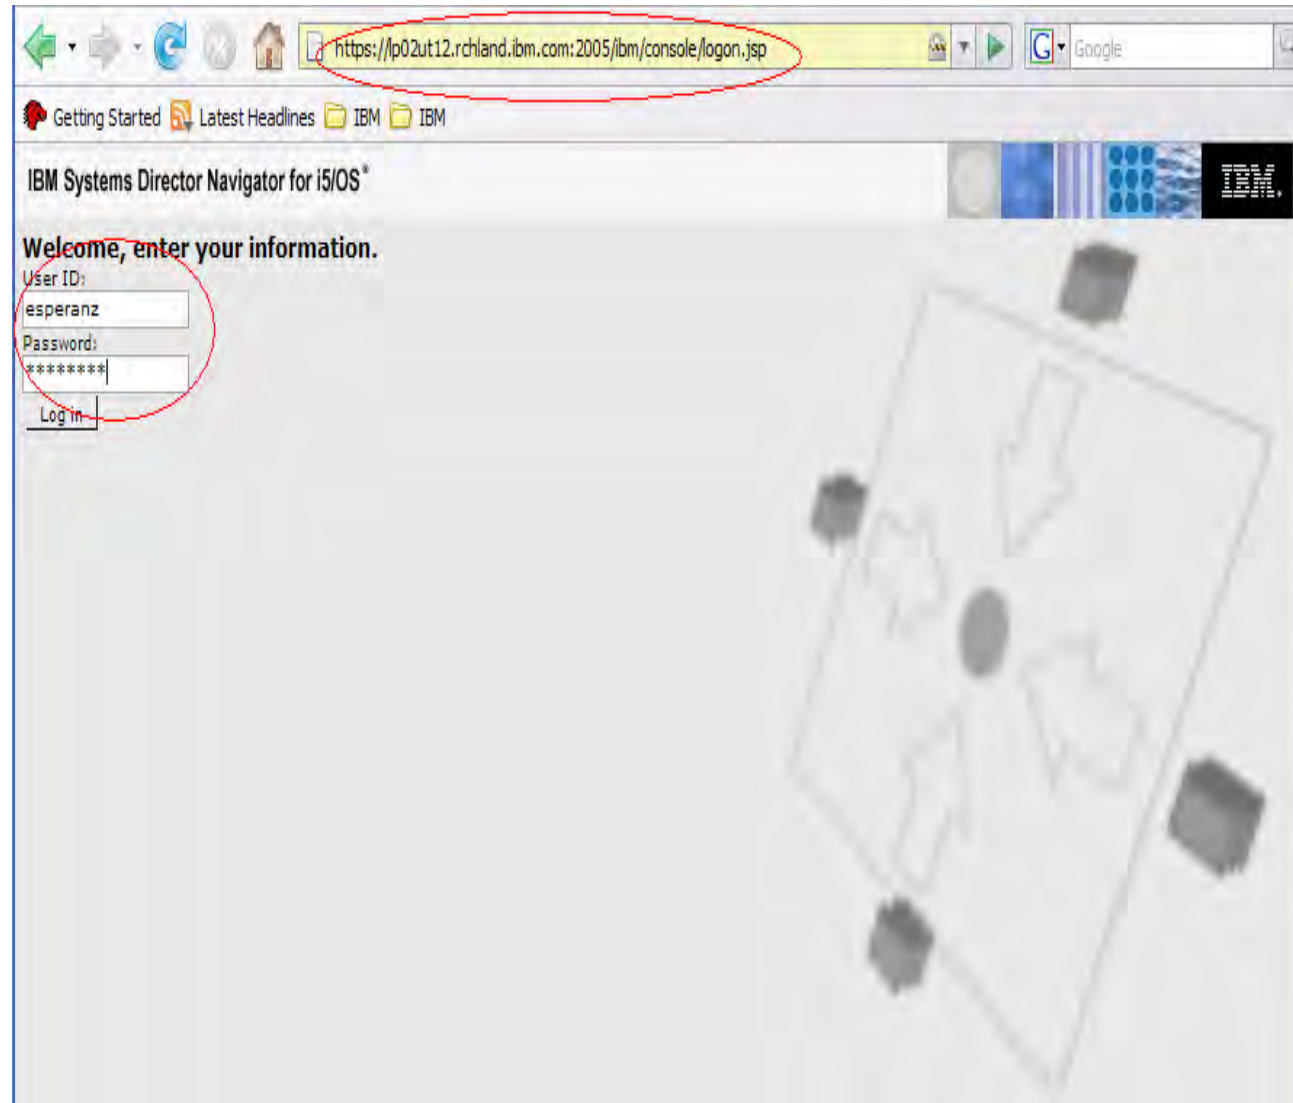 https://lp02ut12.rchland.ibm.com:2005/ibm/console/logon.jsp
G
Google
Getting Started Latest Headlines IBM IBM
IBM Systems Director Navigator for i5/OS®
IBM.
Welcome, enter your information.
User ID:
esperanz
Password:
********
Log in